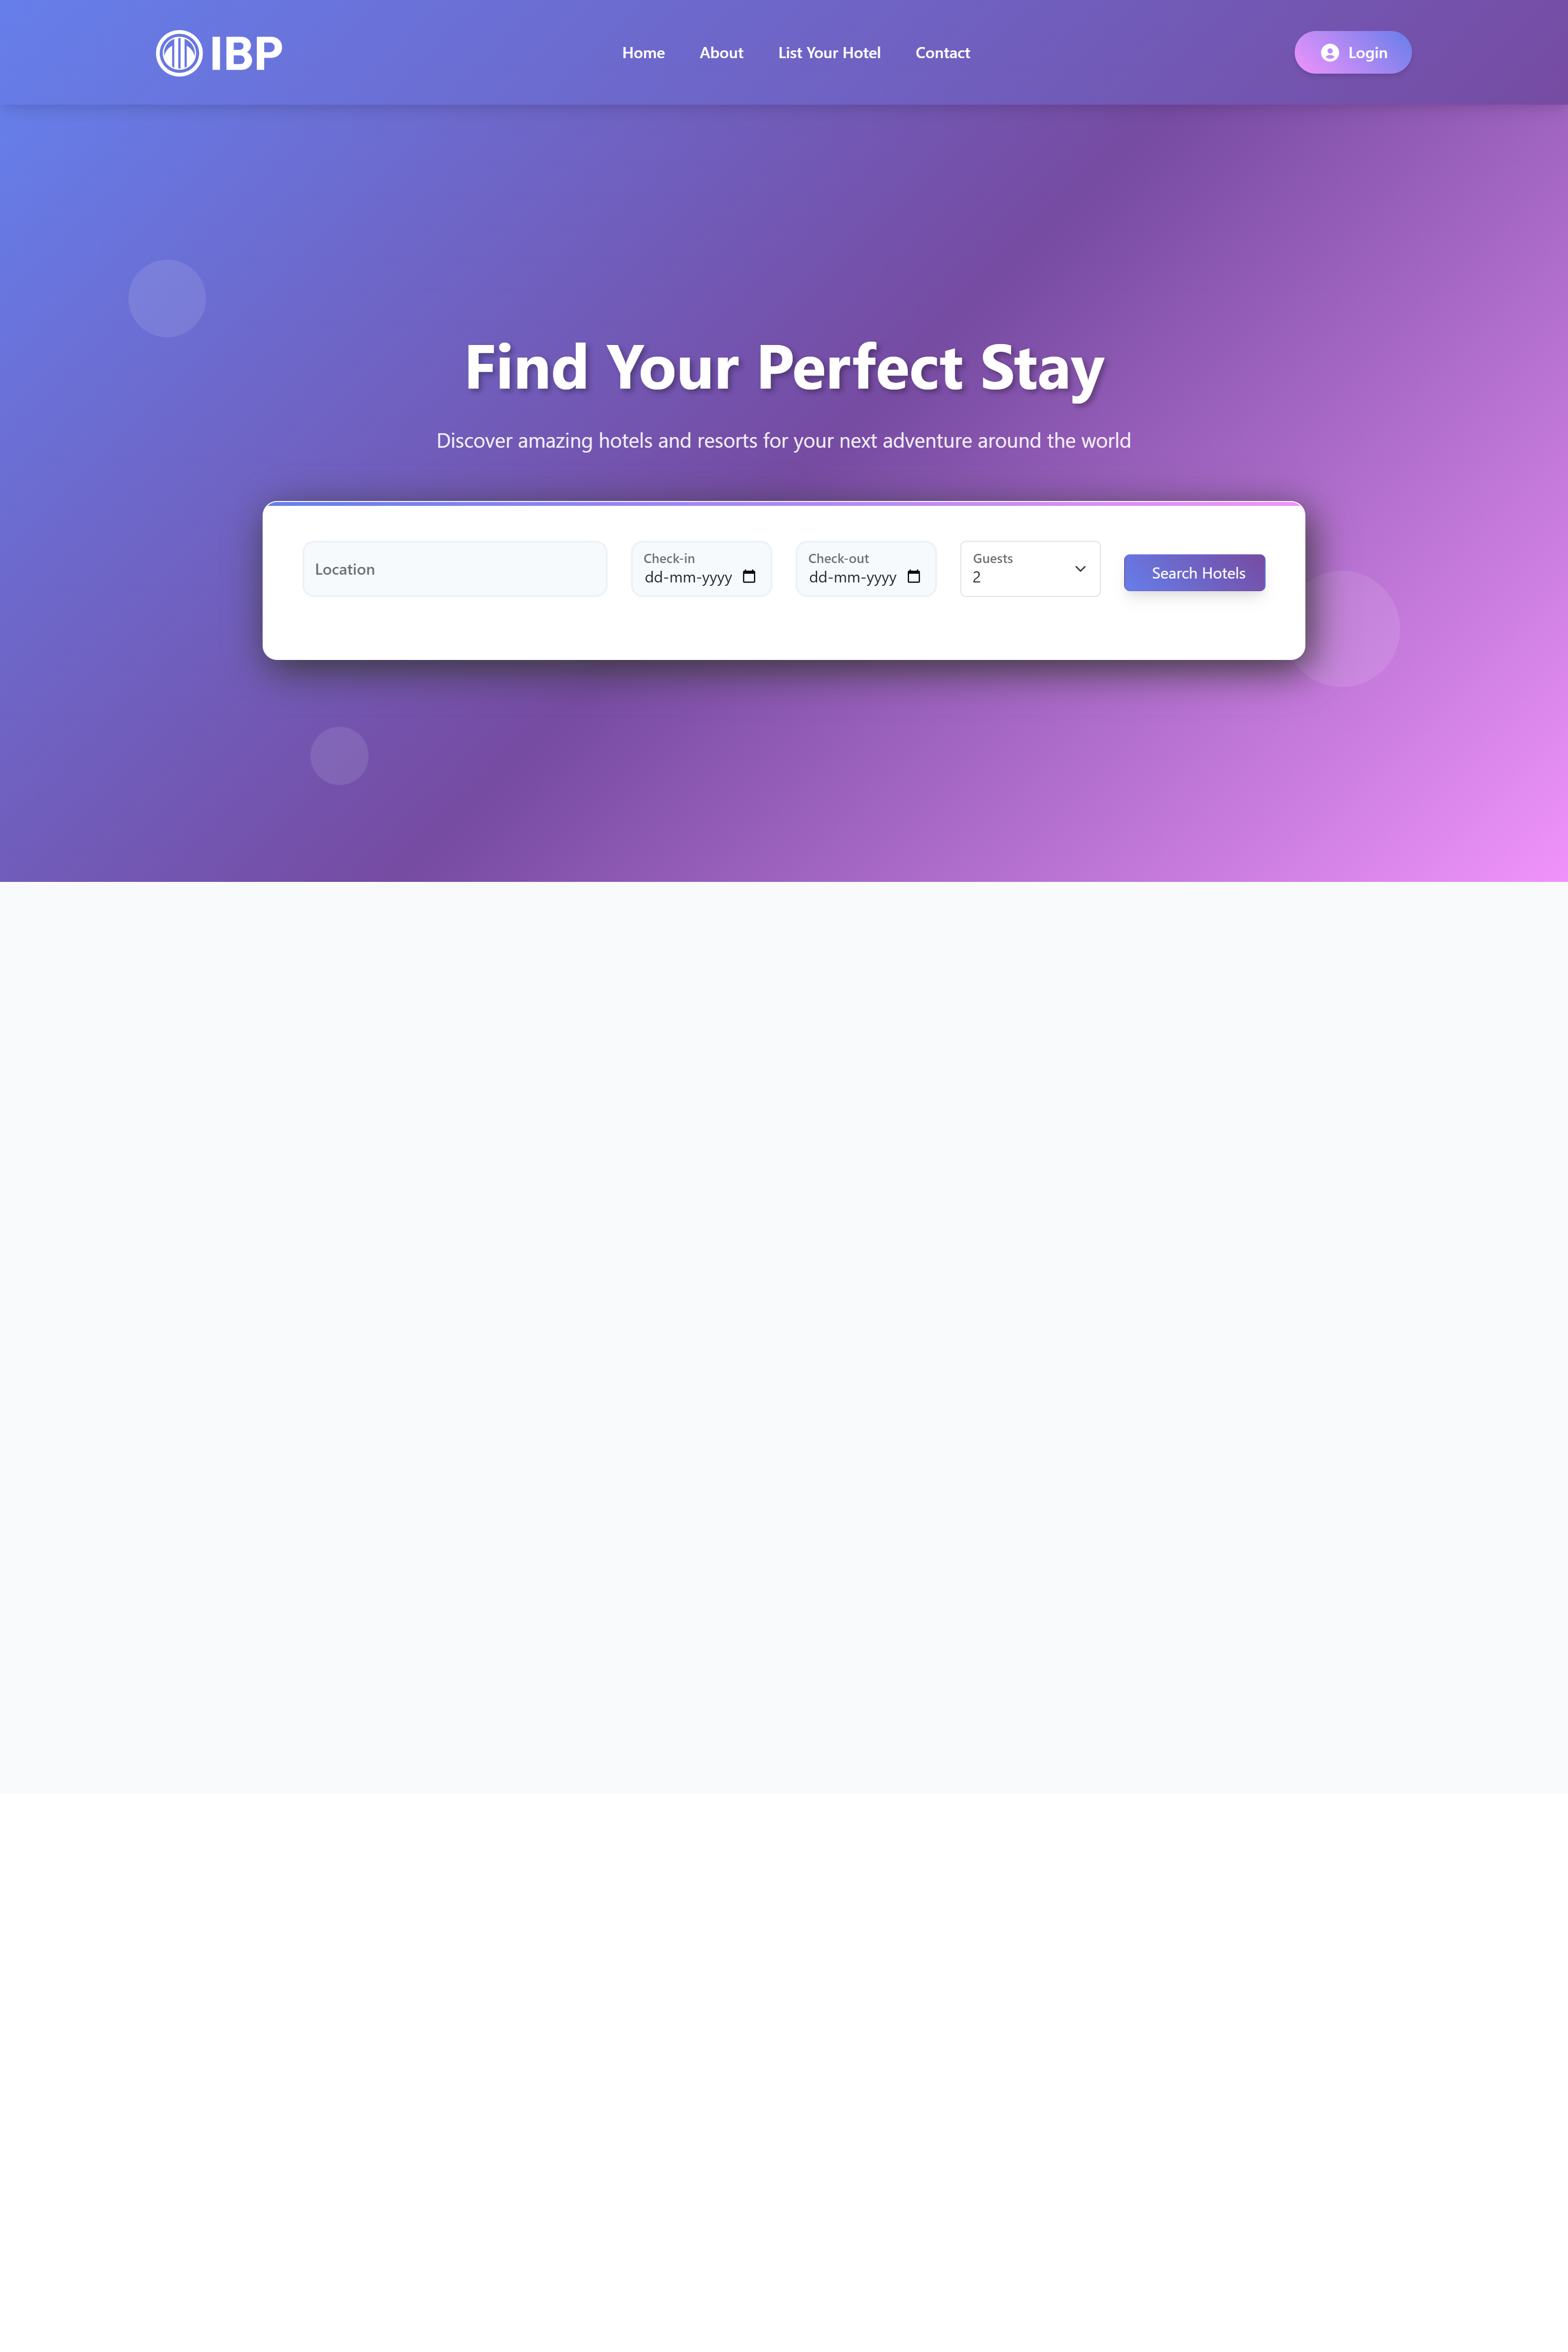 IBP
Home About List Your Hotel Contact
Login
Find Your Perfect Stay
Discover amazing hotels and resorts for your next adventure around the world
Location
Check-in
dd-mm-yyyy
Check-out
dd-mm-yyyy
Guests
2
Search Hotels